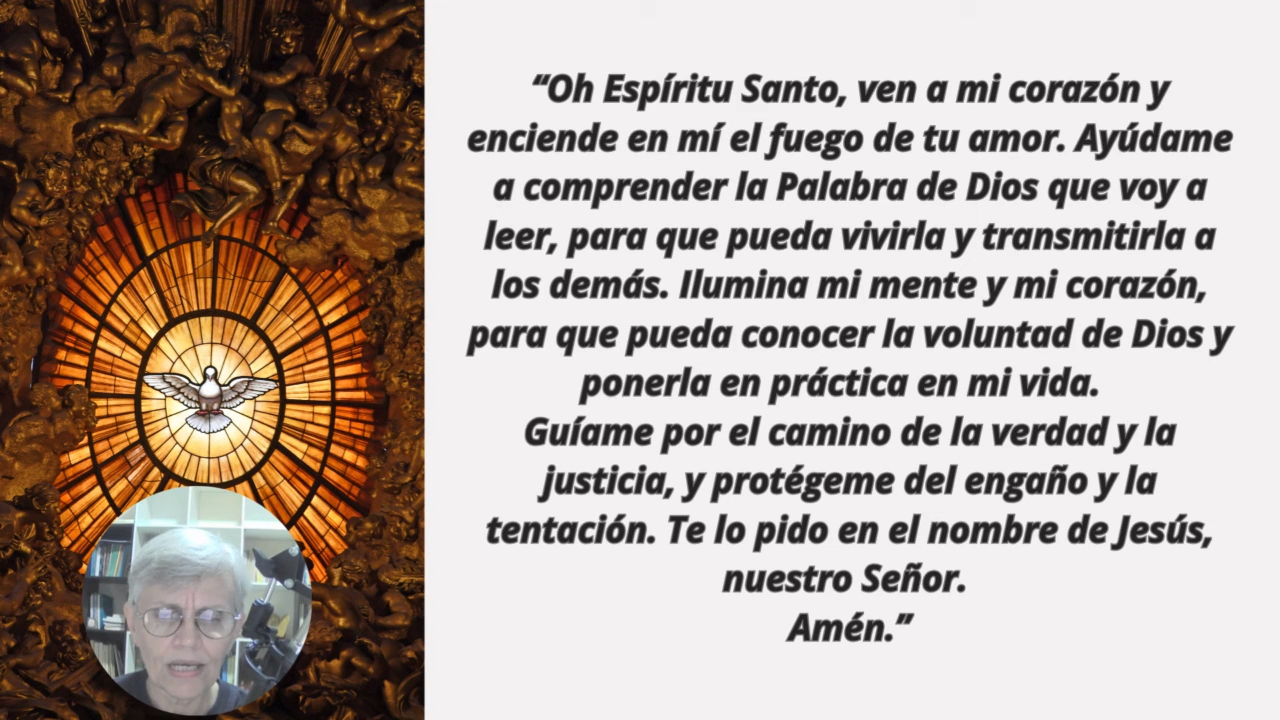 “Oh Espíritu Santo, ven a mi corazón y
enciende en mí el fuego de tu amor. Ayúdame
a comprender la Palabra de Dios que voy a
leer, para que pueda vivirla y transmitirla a
los demás. Ilumina mi mente y mi corazón,
para que pueda conocer la voluntad de Dios y
ponerla en práctica en mi vida.
Guíame por el camino de la verdad y la
justicia, y protégeme del engaño y la
tentación. Te lo pido en el nombre de Jesús,
nuestro Señor.
Amén.”